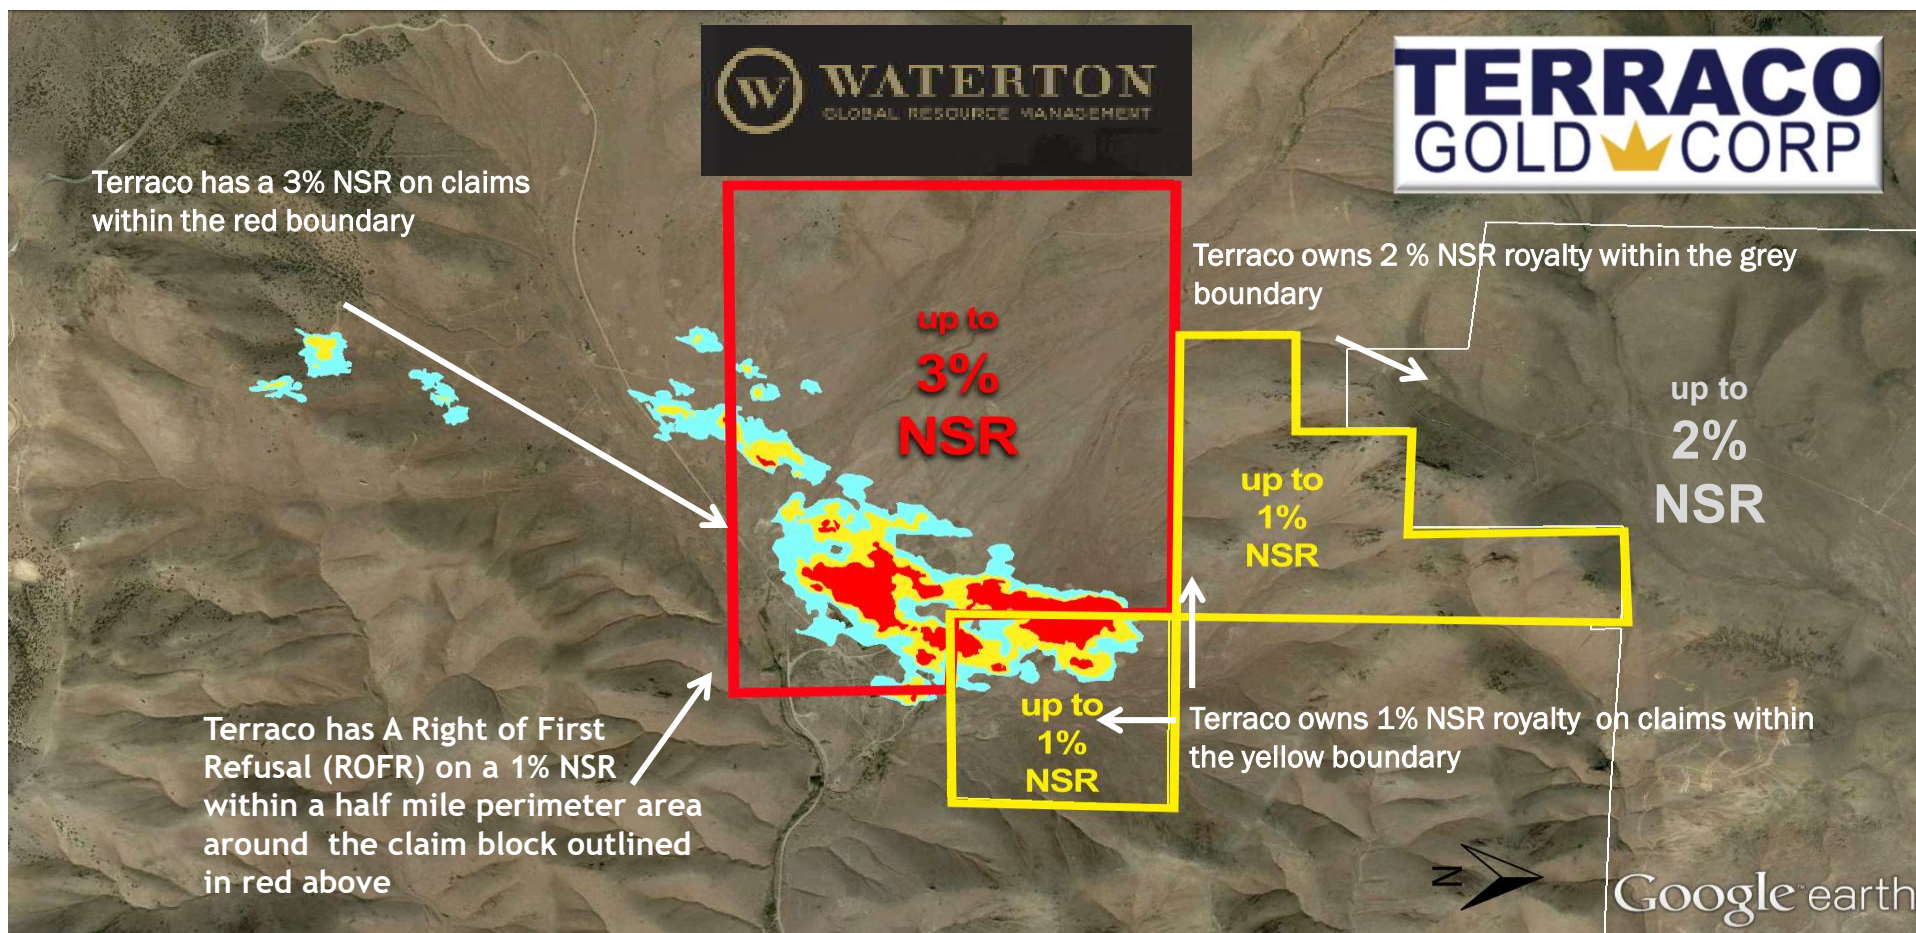 WATERTON
GLOBAL RESOURCE MANAGEMENT
TERRACO
GOLD CORP
Terraco has a 3% NSR on claims
within the red boundary
Terraco owns 2 % NSR royalty within the grey
boundary
up to
3%
NSR
up to
2%
NSR
up to
1%
NSR
up to
1%
NSR
Terraco owns 1% NSR royalty on claims within
the yellow boundary
Terraco has A Right of First
Refusal (ROFR) on a 1% NSR
within a half mile perimeter area
around the claim block outlined
in red above
N
Google earth